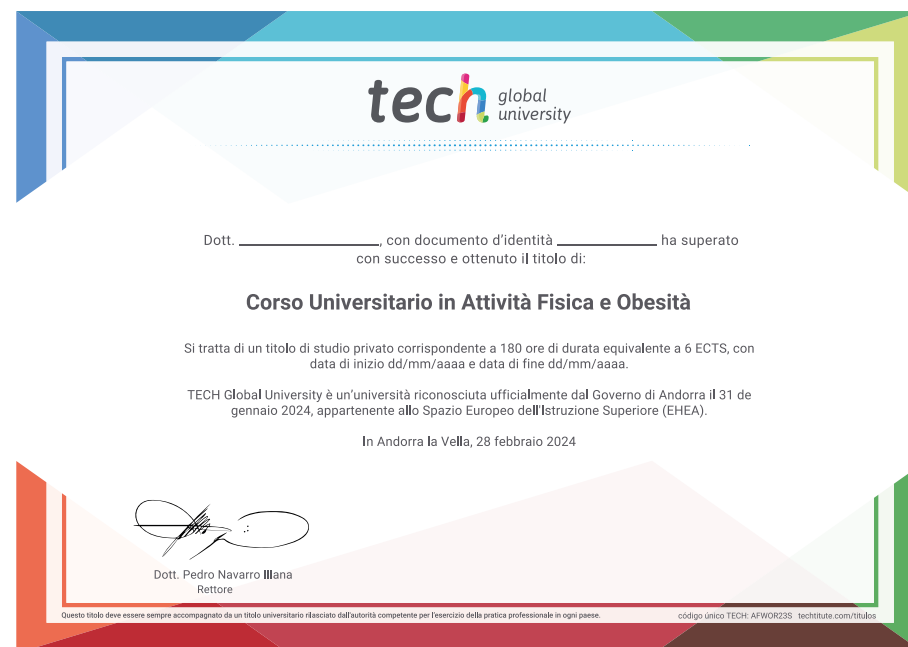 tech global university
Dott. ____________, con documento d'identità ____________ ha superato
con successo e ottenuto il titolo di:
Corso Universitario in Attività Fisica e Obesità
Si tratta di un titolo di studio privato corrispondente a 180 ore di durata equivalente a 6 ECTS, con
data di inizio dd/mm/aaaa e data di fine dd/mm/aaaa.
TECH Global University è un'università riconosciuta ufficialmente dal Governo di Andorra il 31 de
gennaio 2024, appartenente allo Spazio Europeo dell'Istruzione Superiore (EHEA).
In Andorra la Vella, 28 febbraio 2024
Dott. Pedro Navarro Illana
Rettore
Questo titolo deve essere sempre accompagnato da un titolo universitario rilasciato dall'autorità competente per l'esercizio della pratica professionale in ogni paese.
código único TECH: AFWOR23S techtitute.com/titulos